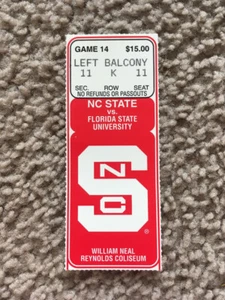 GAME 14 $15.00
LEFT BALCONY
11 K 11
SEC. ROW SEAT
NO REFUNDS OR PASSOUTS
NC STATE
vs.
FLORIDA STATE
UNIVERSITY
NC
S
®
WILLIAM NEAL
REYNOLDS COLISEUM